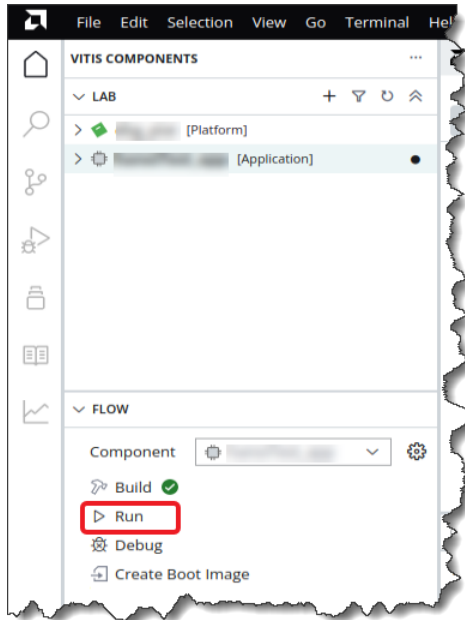 File Edit Selection View Go Terminal Hel
VITIS COMPONENTS
LAB
[Platform]
[Application]
FLOW
Component
Build
Run
Debug
Create Boot Image